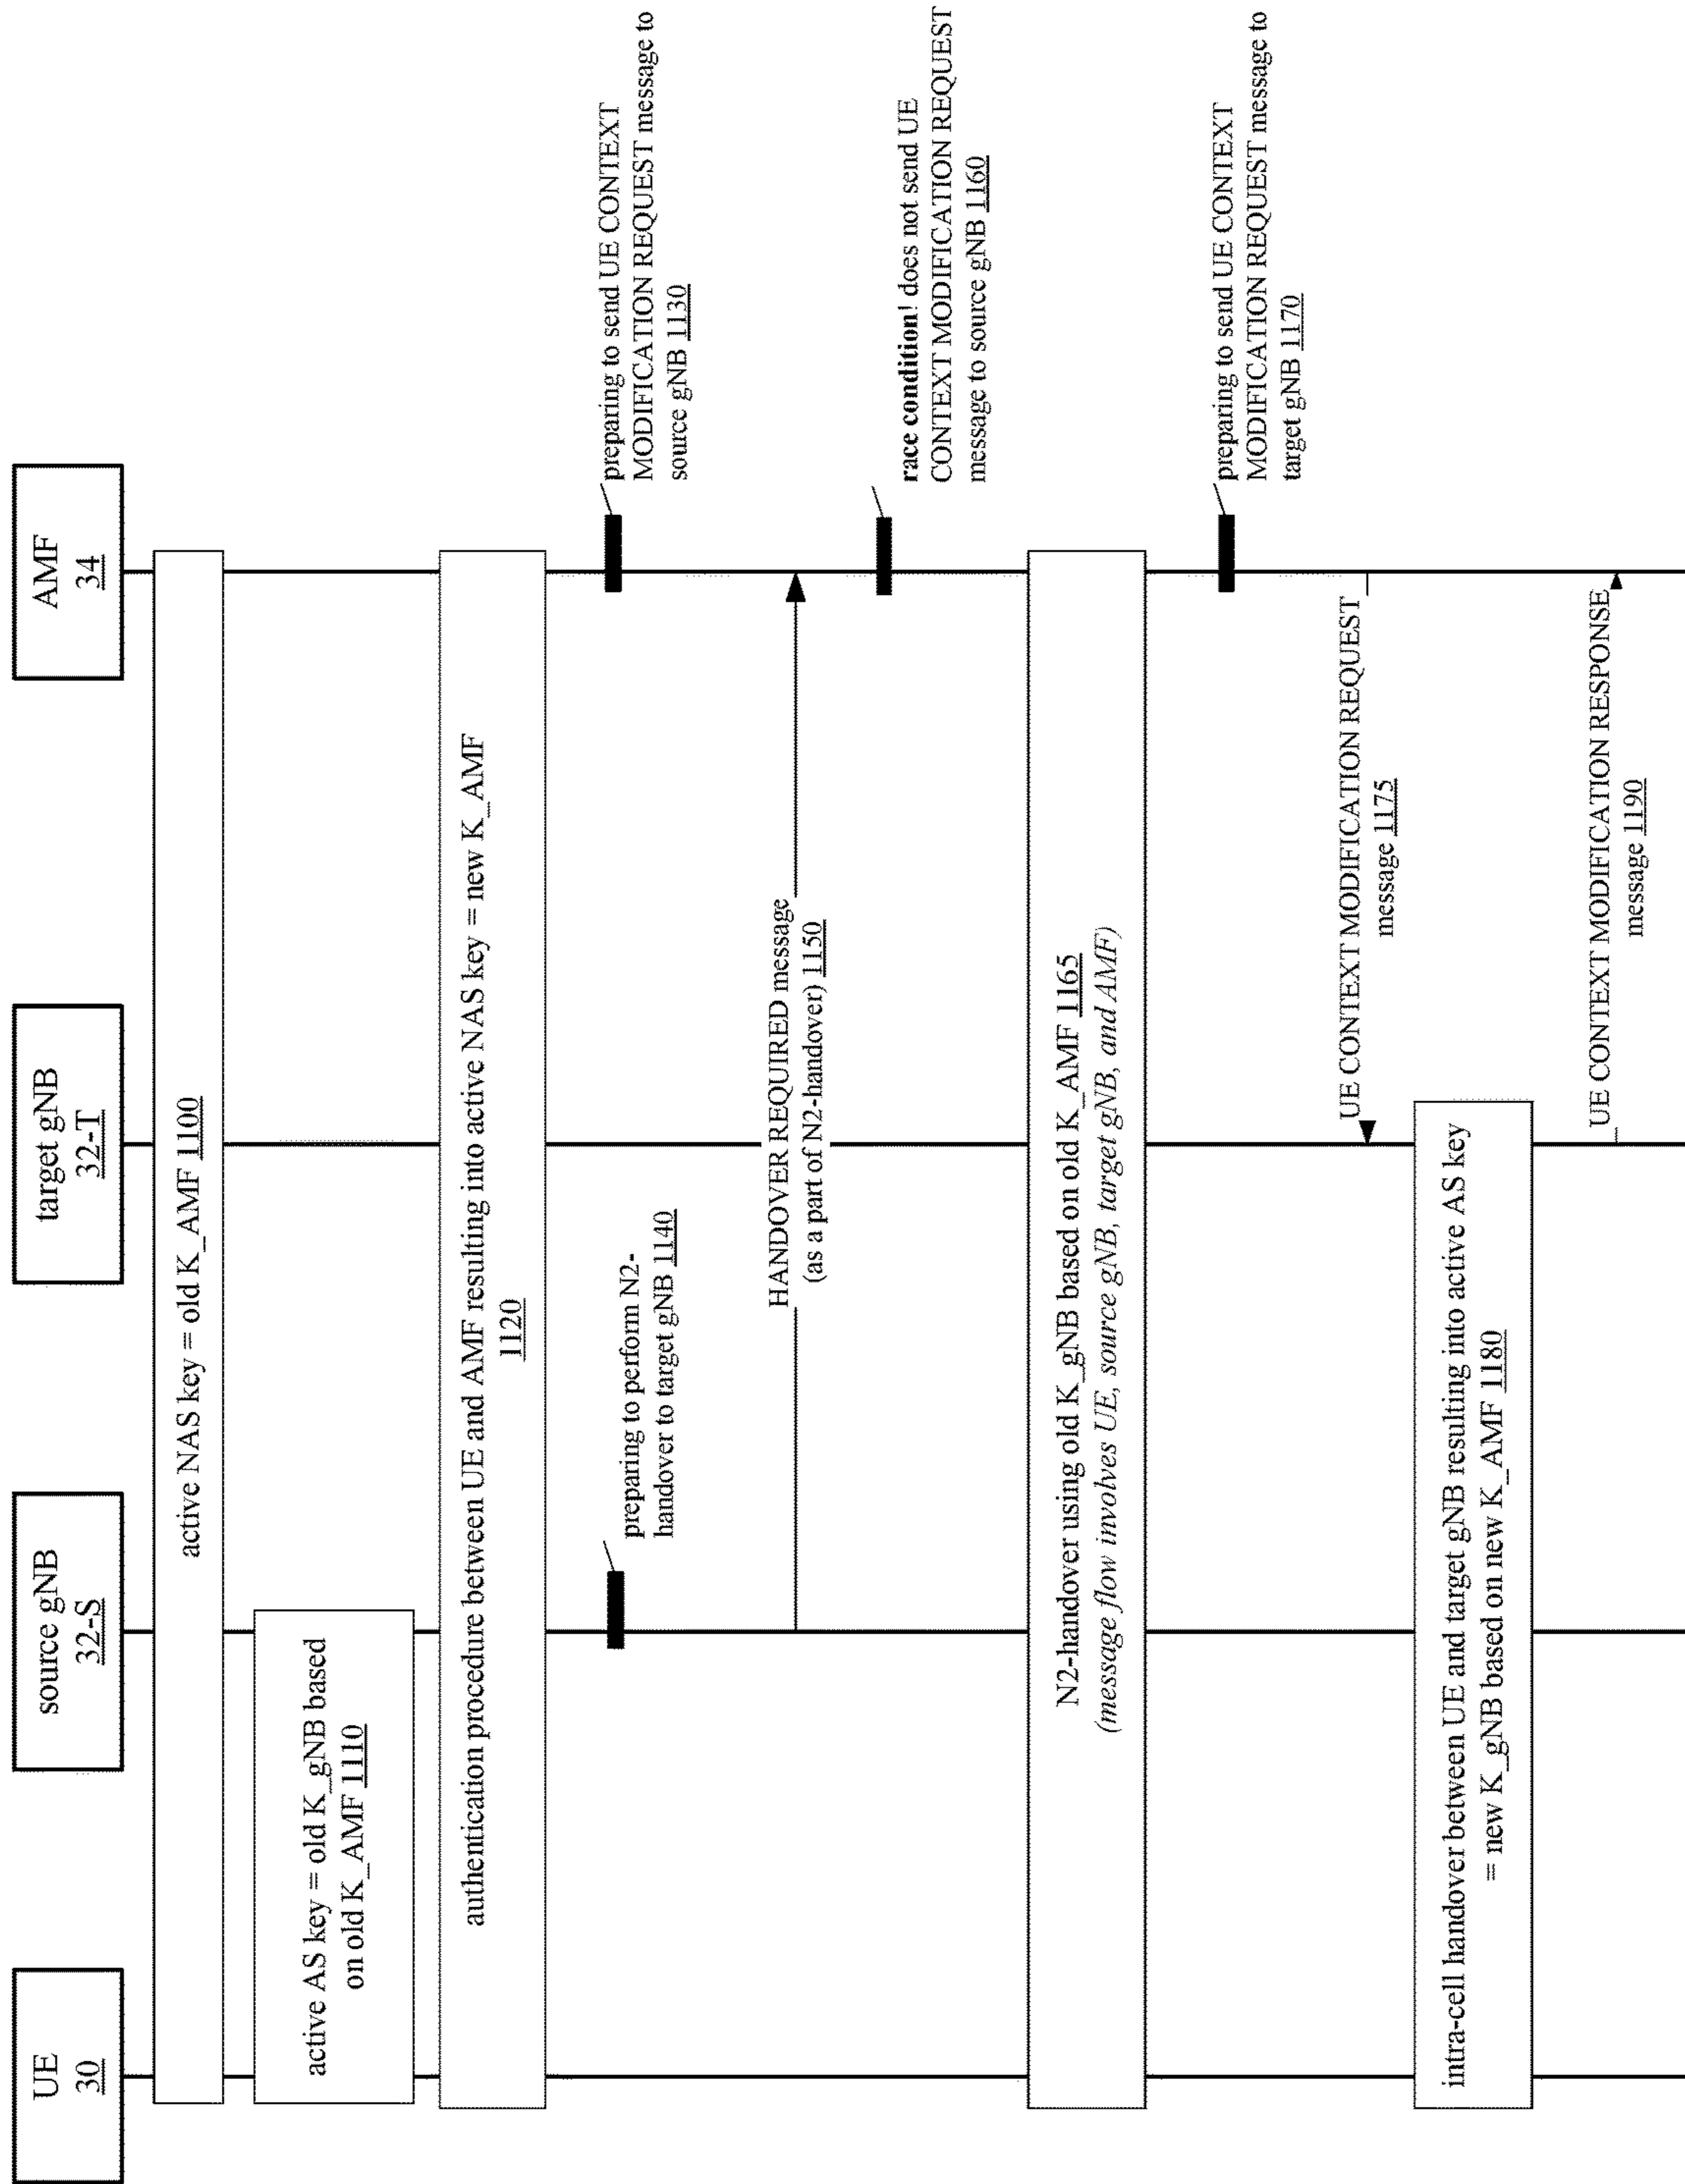 UE
30
source gNB
32-S
target gNB
32-T
AMF
34
active NAS key = old K_AMF 1100
active AS key = old K_gNB based
on old K_AMF 1110
authentication procedure between UE and AMF resulting into active NAS key = new K_AMF
1120
preparing to send UE CONTEXT
MODIFICATION REQUEST message to
source gNB 1130
preparing to perform N2-
handover to target gNB 1140
HANDOVER REQUIRED message
(as a part of N2-handover) 1150
race condition! does not send UE
CONTEXT MODIFICATION REQUEST
message to source gNB 1160
N2-handover using old K_gNB based on old K_AMF 1165
(message flow involves UE, source gNB, target gNB, and AMF)
preparing to send UE CONTEXT
MODIFICATION REQUEST message to
target gNB 1170
UE CONTEXT MODIFICATION REQUEST
message 1175
intra-cell handover between UE and target gNB resulting into active AS key
= new K_gNB based on new K_AMF 1180
UE CONTEXT MODIFICATION RESPONSE
message 1190